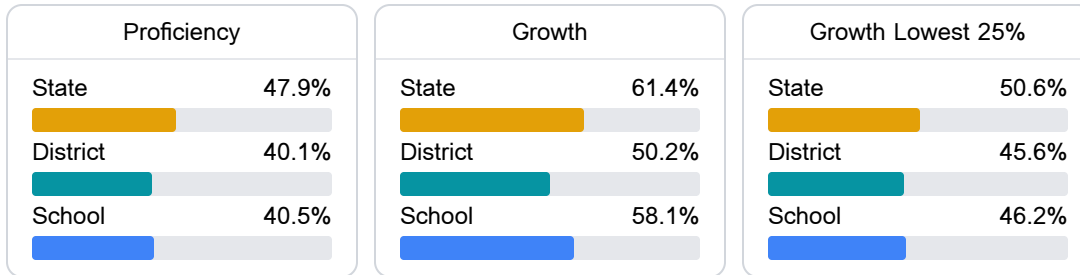 Proficiency
State 47.9%
District 40.1%
School 40.5%
Growth
State 61.4%
District 50.2%
School 58.1%
Growth Lowest 25%
State 50.6%
District 45.6%
School 46.2%